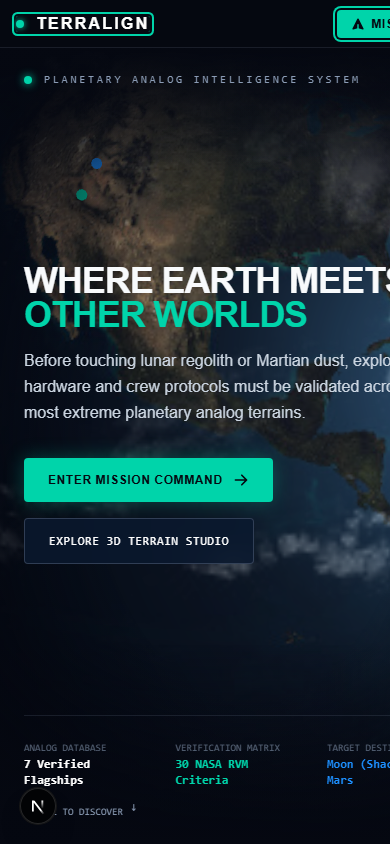 TERRALIGN
MIS
PLANETARY ANALOG INTELLIGENCE SYSTEM
WHERE EARTH MEETS
OTHER WORLDS
Before touching lunar regolith or Martian dust, explo
hardware and crew protocols must be validated acro
most extreme planetary analog terrains.
ENTER MISSION COMMAND →
EXPLORE 3D TERRAIN STUDIO
ANALOG DATABASE
7 Verified
Flagships
VERIFICATION MATRIX
30 NASA RVM
Criteria
TARGET DESTI
Moon (Shac
Mars
N
TO DISCOVER ↓